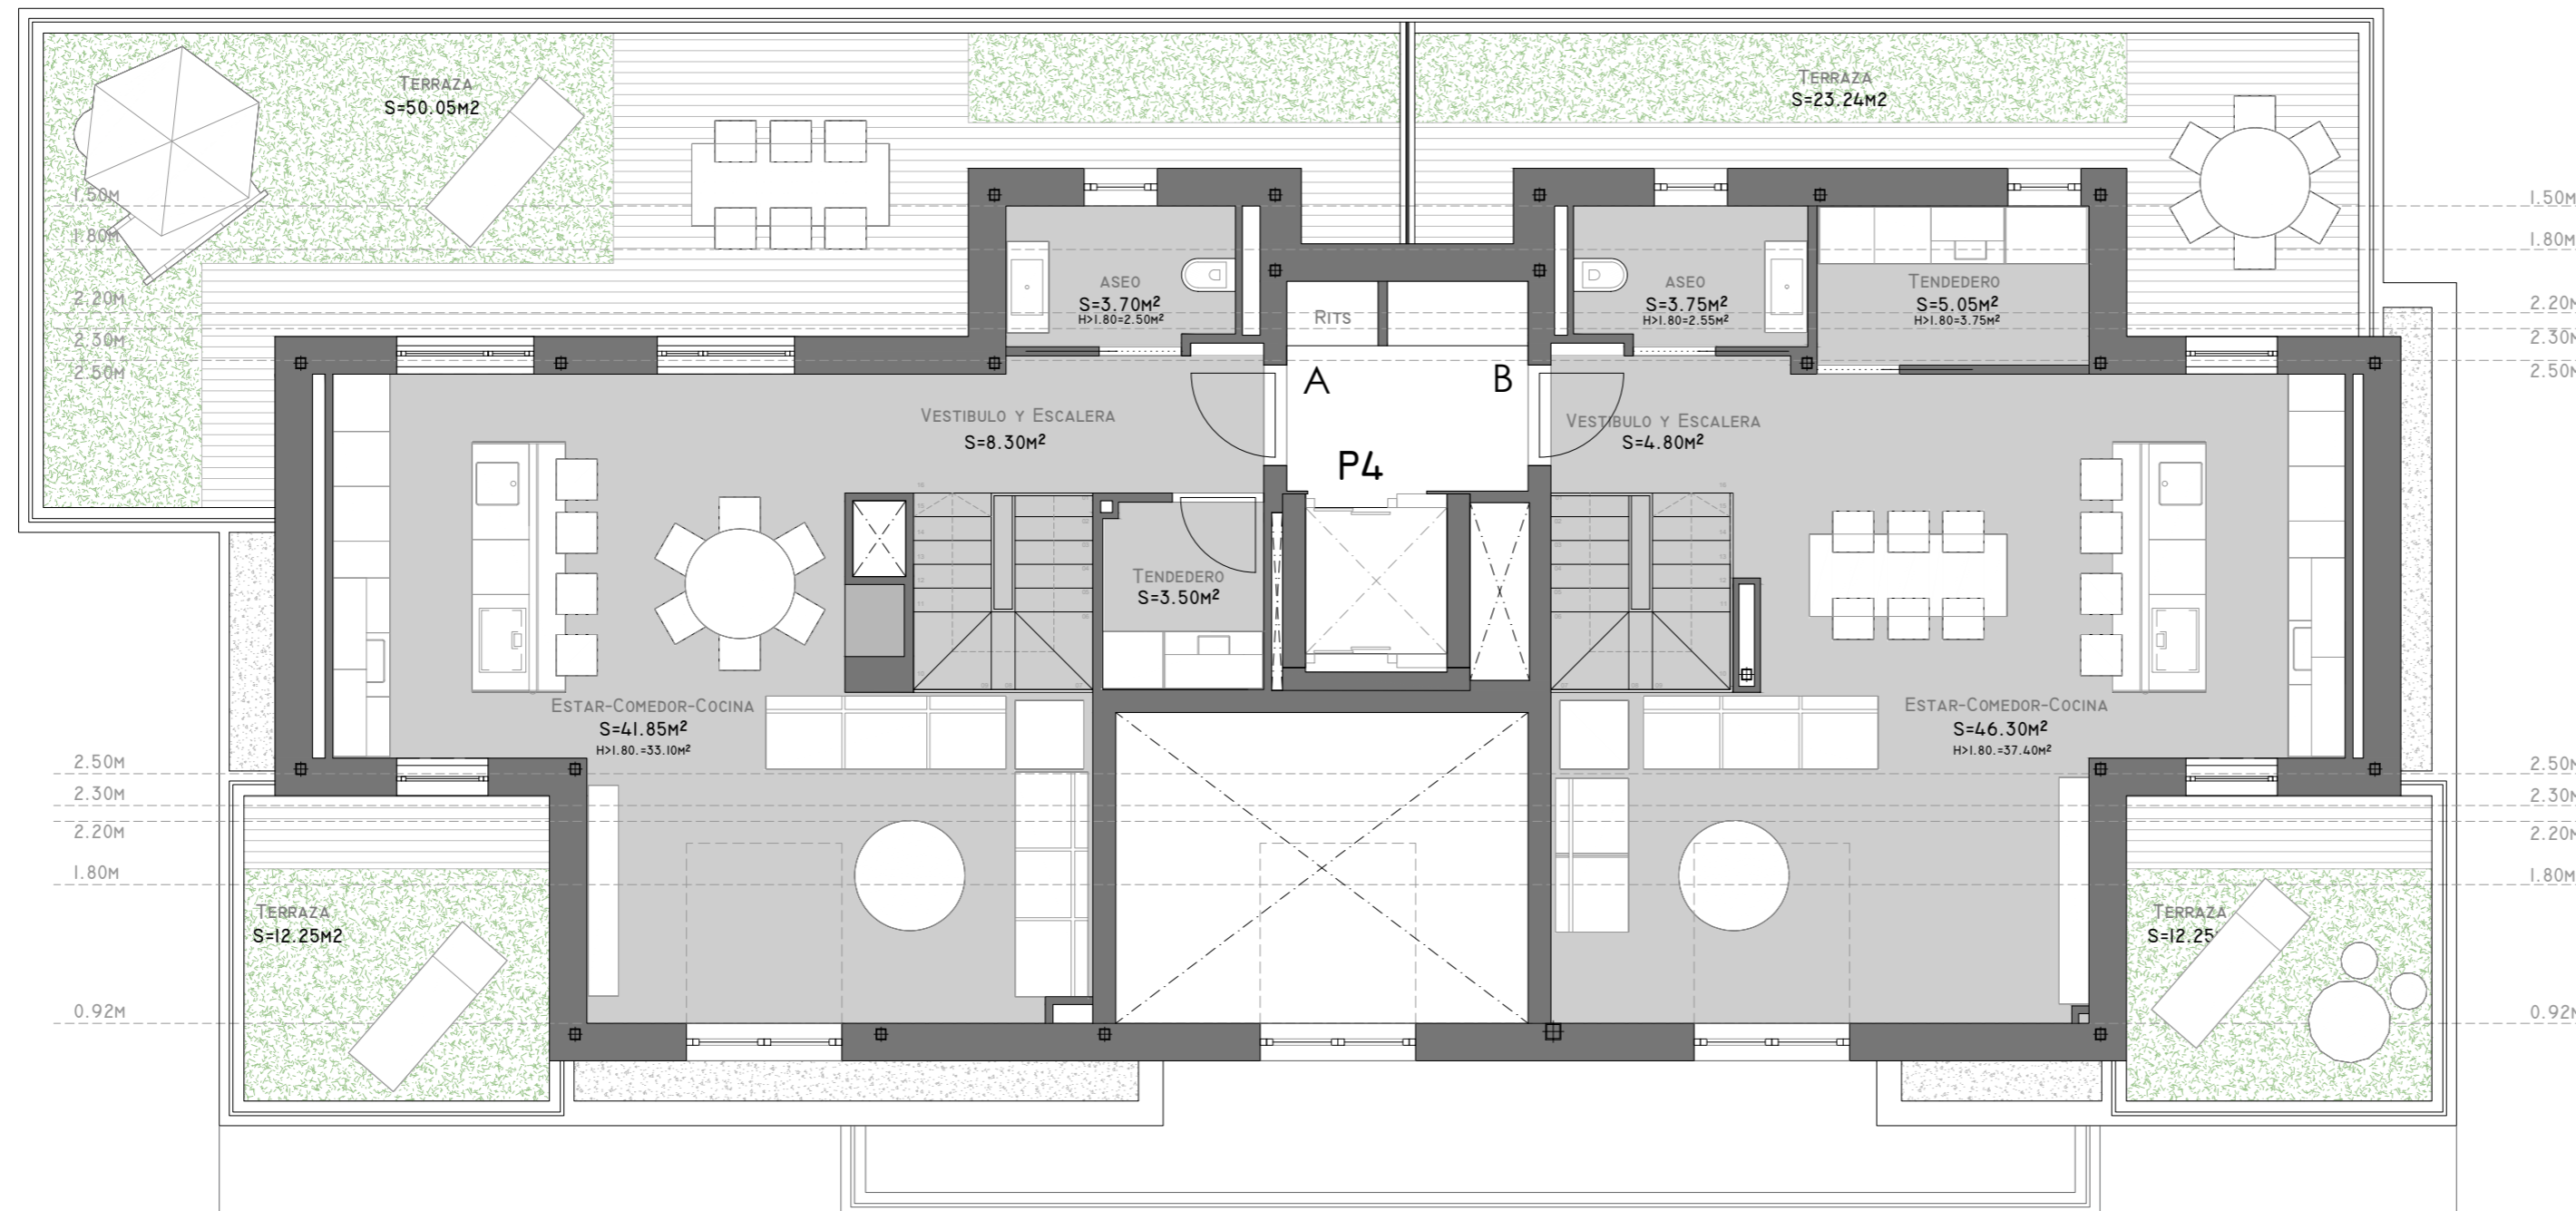 Terraza
S=50.05m2
Terraza
S=23.24m2
1.50m
1.80m
2.20m
2.30m
2.50m
1.50m
1.80m
2.20m
2.30m
2.50m
aseo
S=3.70m²
H>1.80=2.50m²
Rits
aseo
S=3.75m²
H>1.80=2.55m²
Tendedero
S=5.05m²
H>1.80=3.75m²
A
B
Vestibulo y Escalera
S=8.30m²
Vestibulo y Escalera
S=4.80m²
P4
Tendedero
S=3.50m²
Estar-Comedor-Cocina
S=41.85m²
H>1.80.=33.10m²
Estar-Comedor-Cocina
S=46.30m²
H>1.80.=37.40m²
2.50m
2.30m
2.20m
1.80m
0.92m
2.50m
2.30m
2.20m
1.80m
0.92m
Terraza
S=12.25m2
Terraza
S=12.25